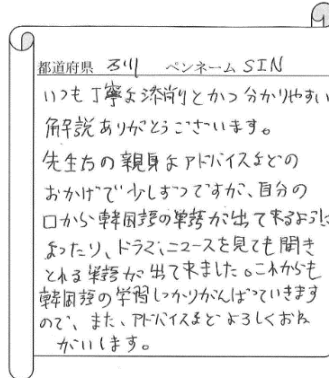 都道府県 石川 ペンネーム SIN
いつも丁寧な添削とかつ分かりやすい
解説ありがとうございます。
先生方の親身なアドバイスなどの
おかげで少しずつですが、自分の
口から韓国語の単語が出て来るように
なったり、ドラマ、ニュースを見ても聞き
とれる単語が出て来ました。これからも
韓国語の学習しっかりがんばっていきます
ので、また、アドバイスなどよろしくおね
がいします。